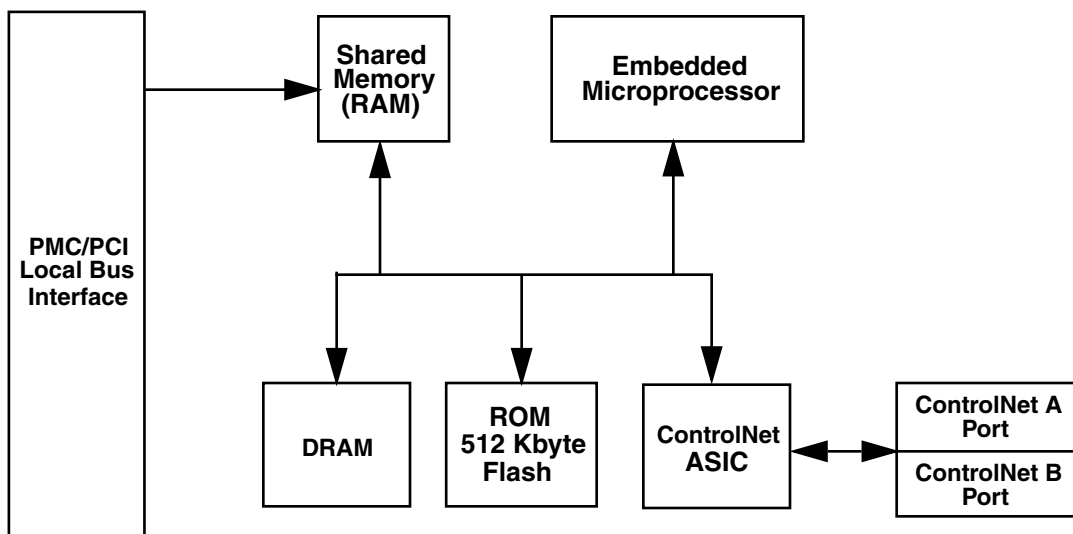 Shared
Memory
(RAM)
Embedded
Microprocessor
PMC/PCI
Local Bus
Interface
DRAM
ROM
512 Kbyte
Flash
ControlNet
ASIC
ControlNet A
Port
ControlNet B
Port